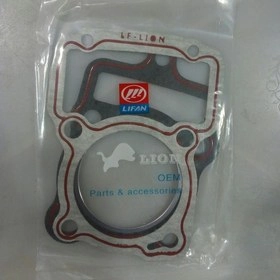 LF-LION
LIFAN
LION
OEM
Parts & accessories